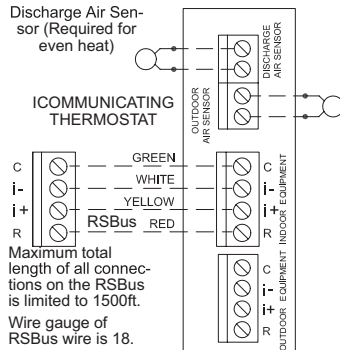 Discharge Air Sen-
sor (Required for
even heat)
DISCHARGE
AIR SENSOR
OUTDOOR
AIR SENSOR
ICOMMUNICATING
THERMOSTAT
C
i-
i+
R
GREEN
WHITE
YELLOW
RSBus RED
C
i-
i+
R
INDOOR EQUIPMENT
Maximum total
length of all connec-
tions on the RSBus
is limited to 1500ft.
Wire gauge of
RSBus wire is 18.
C
i-
i+
R
OUTDOOR EQUIPMENT